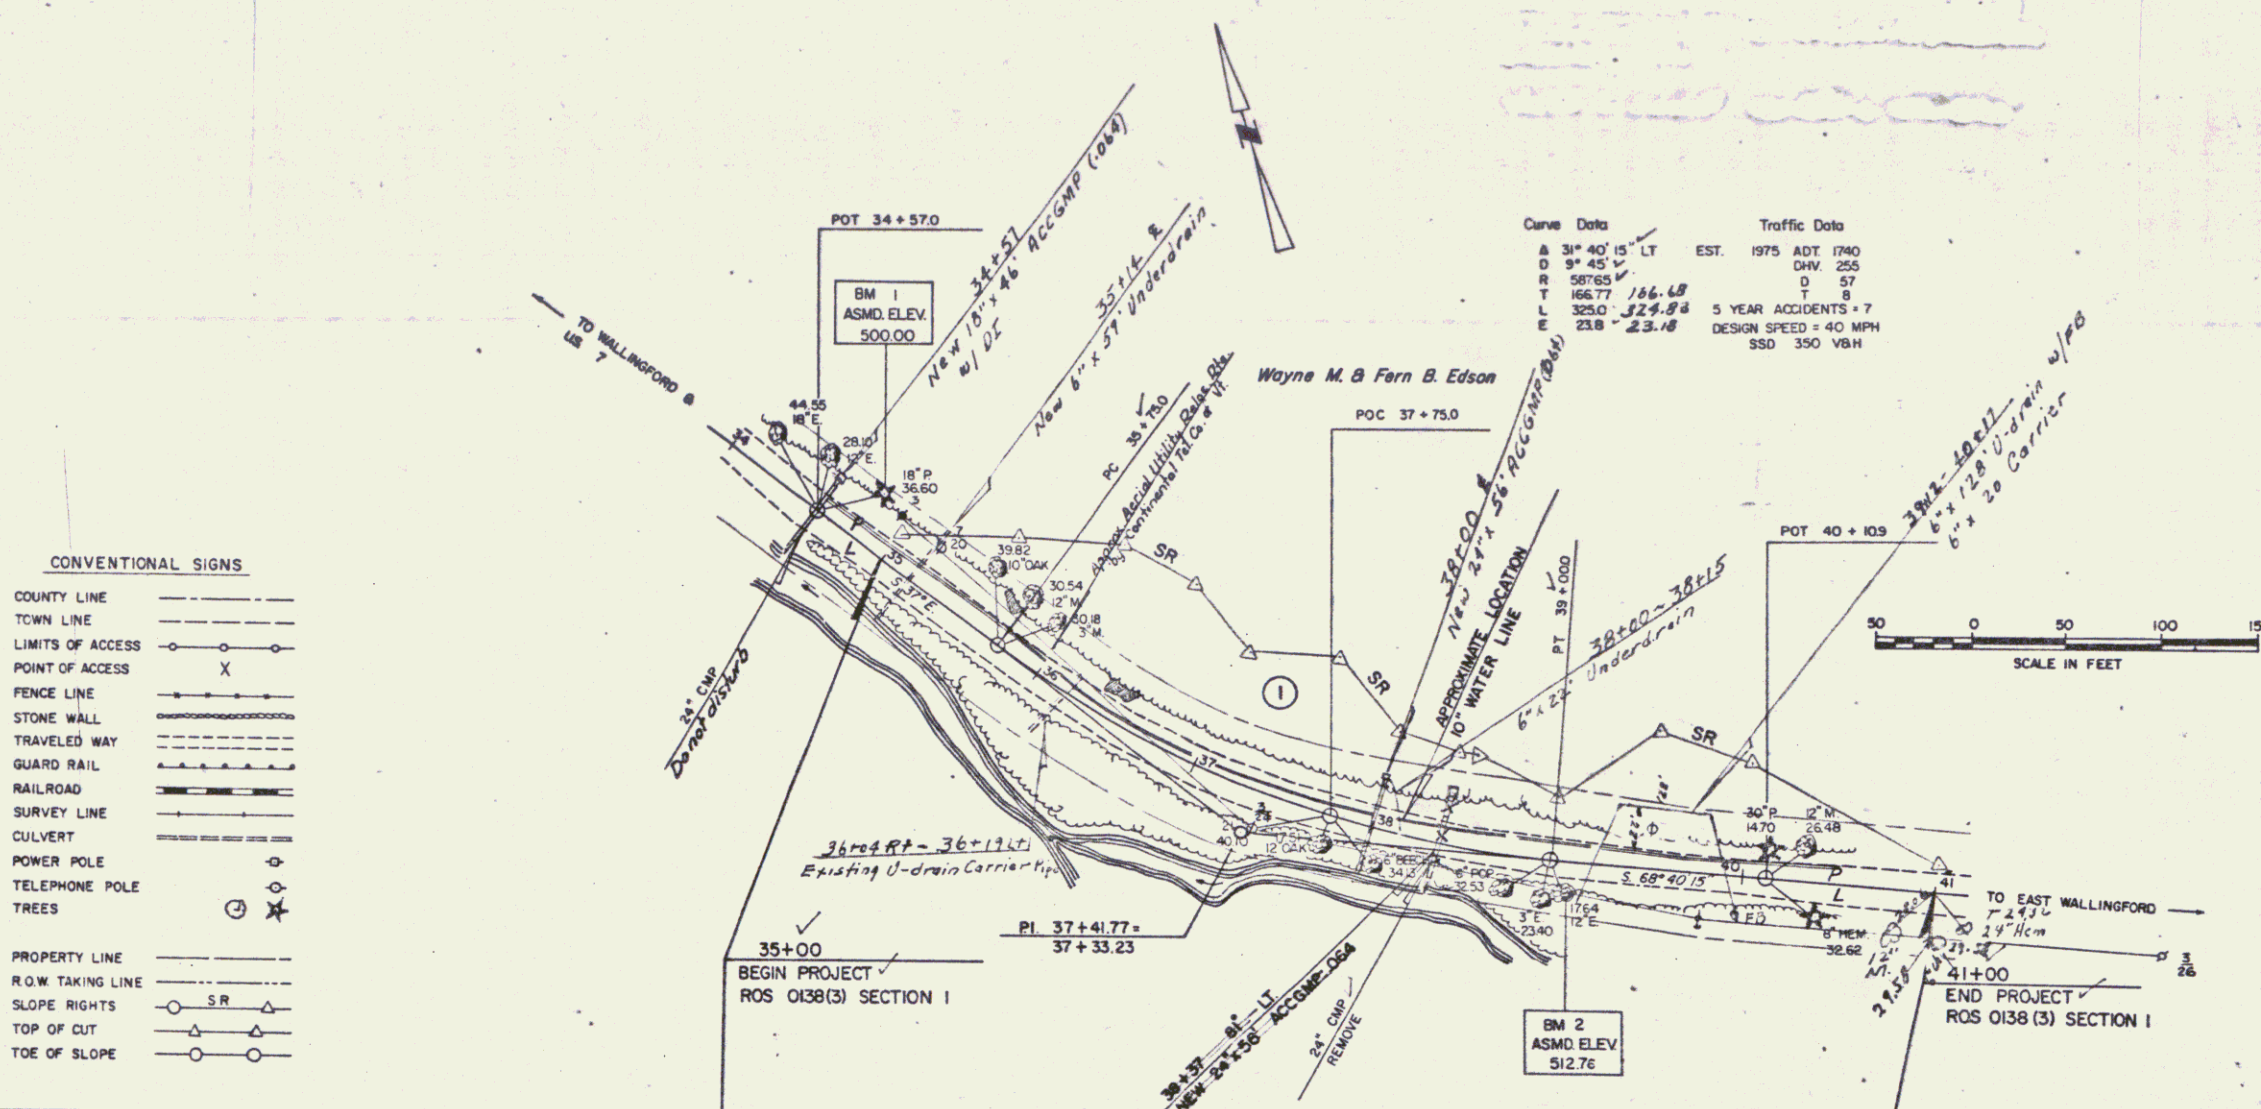 POT 34 + 57.0
34+57
New 18" x 46' ACCGMP (.064)
w/ DI
35+14 ℄
New 6" x 59' Underdrain
BM 1
ASMD. ELEV.
500.00
TO WALLINGFORD &
US 7
Curve Data
Δ 31° 40' 15" LT
D 9° 45'
R 587.65
T 166.77 166.68
L 325.0 324.83
E 23.8 - 23.18
Traffic Data
EST. 1975 ADT. 1740
DHV. 255
D 57
T 8
5 YEAR ACCIDENTS = 7
DESIGN SPEED = 40 MPH
SSD 350 V&H
Wayne M. & Fern B. Edson
POC 37 + 75.0
PC 35 + 75.0
Approx Aerial Utility Reloc. Rte.
by Continental Tel. Co. of Vt.
38+00 ℄
New 24" x 56' ACCGMP (.064)
APPROXIMATE LOCATION
10" WATER LINE
PT 39 + 00.0
38+00 - 38+15
6" x 22' Underdrain
POT 40 + 10.9
6" x 128' U-drain w/FB
6" x 20 Carrier
50 0 50 100 15
SCALE IN FEET
44.55
18" E.
28.10
12" E.
18" P.
36.60
3
7
20
39.82
10" OAK
30.54
12" M.
30.18
3" M.
SR
SR
SR
1
P
L
35
S 37° E.
36
37
38
40
41
24" CMP
Do not disturb
CONVENTIONAL SIGNS
COUNTY LINE
TOWN LINE
LIMITS OF ACCESS
POINT OF ACCESS X
FENCE LINE
STONE WALL
TRAVELED WAY
GUARD RAIL
RAILROAD
SURVEY LINE
CULVERT
POWER POLE
TELEPHONE POLE
TREES
PROPERTY LINE
R.O.W. TAKING LINE
SLOPE RIGHTS SR
TOP OF CUT
TOE OF SLOPE
36+04 Rt - 36+19 Lt
Existing U-drain Carrier Pipe
40.10
12" OAK
34.13
32.53
3" E.
23.40
17.64
12" E.
128'
22'
30" P.
14.70
12" M.
26.48
S 68° 40' 15"
P
L
8" HEM.
32.62
TO EAST WALLINGFORD
24" Hem
12"
M.
29.58
3
26
P.I. 37 + 41.77 =
37 + 33.23
35+00
BEGIN PROJECT
ROS 0138(3) SECTION 1
41+00
END PROJECT
ROS 0138(3) SECTION 1
38 + 37 81° LT.
NEW 24" x 56' ACCGMP-.064
24" CMP
REMOVE
BM 2
ASMD. ELEV.
512.76